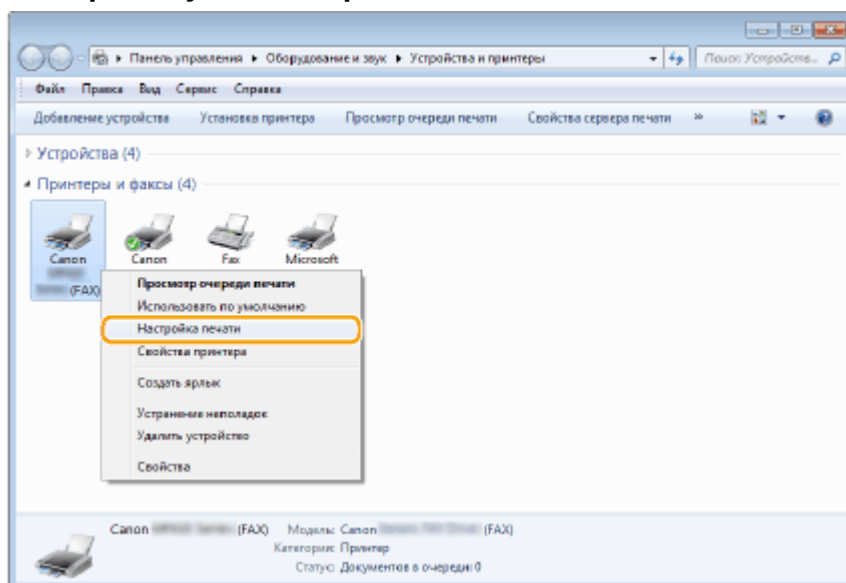 Панель управления ▸ Оборудование и звук ▸ Устройства и принтеры
Поиск: Устройств...
Файл Правка Вид Сервис Справка
Добавление устройства Установка принтера Просмотр очереди печати Свойства сервера печати »
Устройства (4)
Принтеры и факсы (4)
Canon Canon Fax Microsoft
(FAX)
Просмотр очереди печати
Использовать по умолчанию
Настройка печати
Свойства принтера
Создать ярлык
Устранение неполадок
Удалить устройство
Свойства
Canon (FAX) Модель: Canon (FAX)
Категория: Принтер
Статус: Документов в очереди: 0